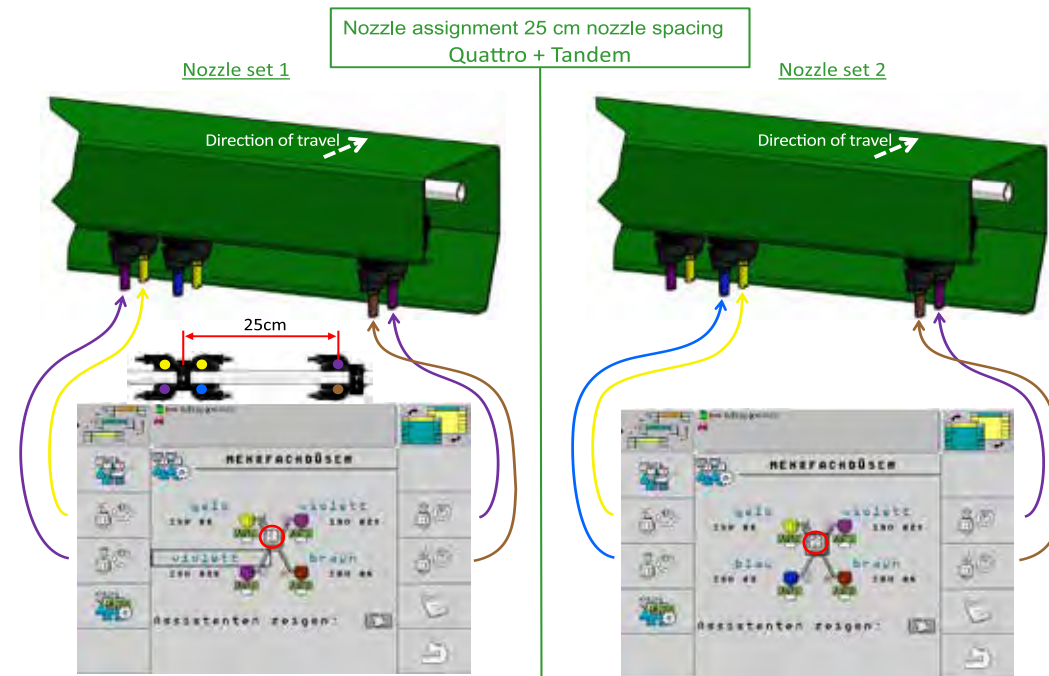 Nozzle assignment 25 cm nozzle spacing
Quattro + Tandem
Nozzle set 1
Nozzle set 2
Direction of travel
Direction of travel
25cm
MEHRFACHDÜSEN
gelb
violett
violett
braun
Assistenten zeigen:
MEHRFACHDÜSEN
gelb
violett
blau
braun
Assistenten zeigen: